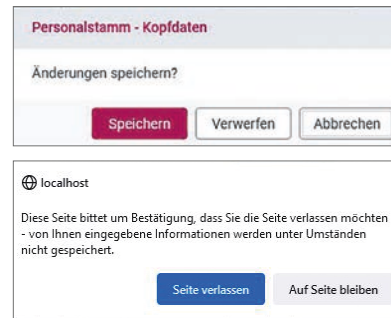 Personalstamm - Kopfdaten
Änderungen speichern?
Speichern Verwerfen Abbrechen
localhost
Diese Seite bittet um Bestätigung, dass Sie die Seite verlassen möchten
- von Ihnen eingegebene Informationen werden unter Umständen
nicht gespeichert.
Seite verlassen Auf Seite bleiben